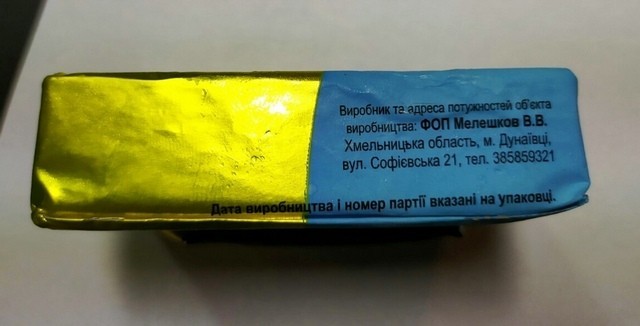 Виробник та адреса потужностей об'єкта
виробництва: ФОП Мелешков В.В.
Хмельницька область, м. Дунаївці,
вул. Софієвська 21, тел. 385859321
Дата виробництва і номер партії вказані на упаковці.